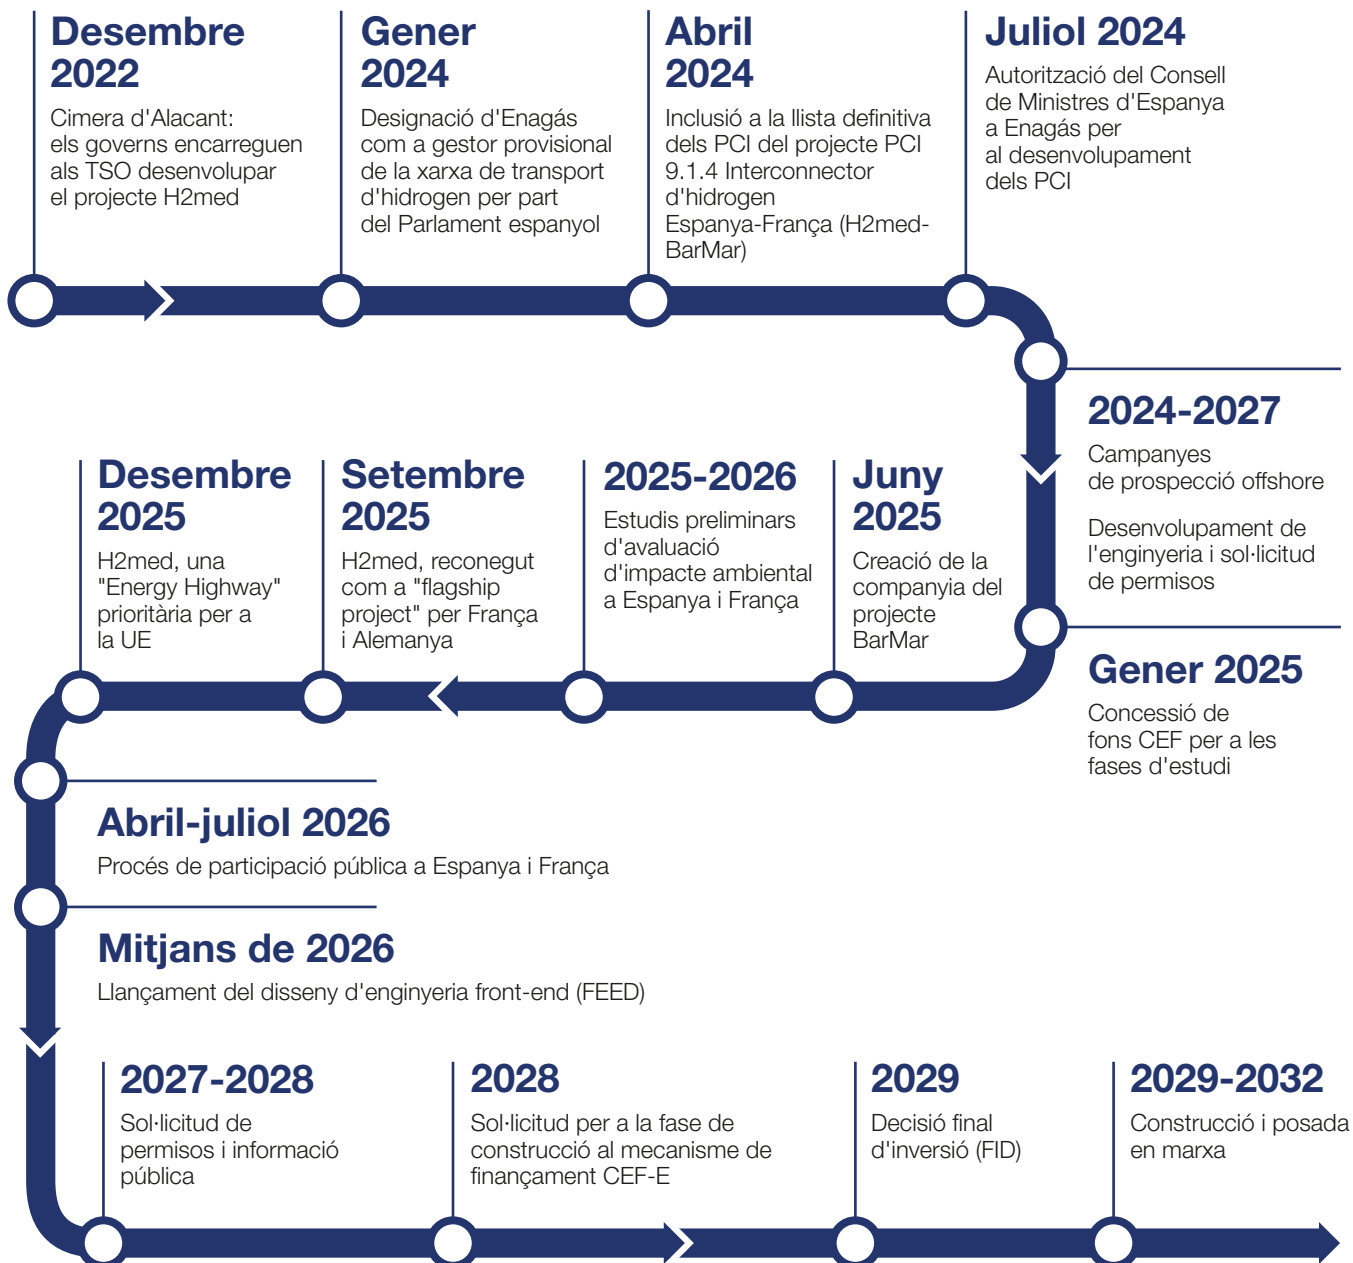 Desembre
2022
Cimera d'Alacant:
els governs encarreguen
als TSO desenvolupar
el projecte H2med
Gener
2024
Designació d'Enagás
com a gestor provisional
de la xarxa de transport
d'hidrogen per part
del Parlament espanyol
Abril
2024
Inclusió a la llista definitiva
dels PCI del projecte PCI
9.1.4 Interconnector
d'hidrogen
Espanya-França (H2med-
BarMar)
Juliol 2024
Autorització del Consell
de Ministres d'Espanya
a Enagás per
al desenvolupament
dels PCI
2024-2027
Campanyes
de prospecció offshore
Desenvolupament de
l'enginyeria i sol·licitud
de permisos
Gener 2025
Concessió de
fons CEF per a les
fases d'estudi
Juny
2025
Creació de la
companyia del
projecte
BarMar
2025-2026
Estudis preliminars
d'avaluació
d'impacte ambiental
a Espanya i França
Setembre
2025
H2med, reconegut
com a "flagship
project" per França
i Alemanya
Desembre
2025
H2med, una
"Energy Highway"
prioritària per a
la UE
Abril-juliol 2026
Procés de participació pública a Espanya i França
Mitjans de 2026
Llançament del disseny d'enginyeria front-end (FEED)
2027-2028
Sol·licitud de
permisos i informació
pública
2028
Sol·licitud per a la fase de
construcció al mecanisme de
finançament CEF-E
2029
Decisió final
d'inversió (FID)
2029-2032
Construcció i posada
en marxa